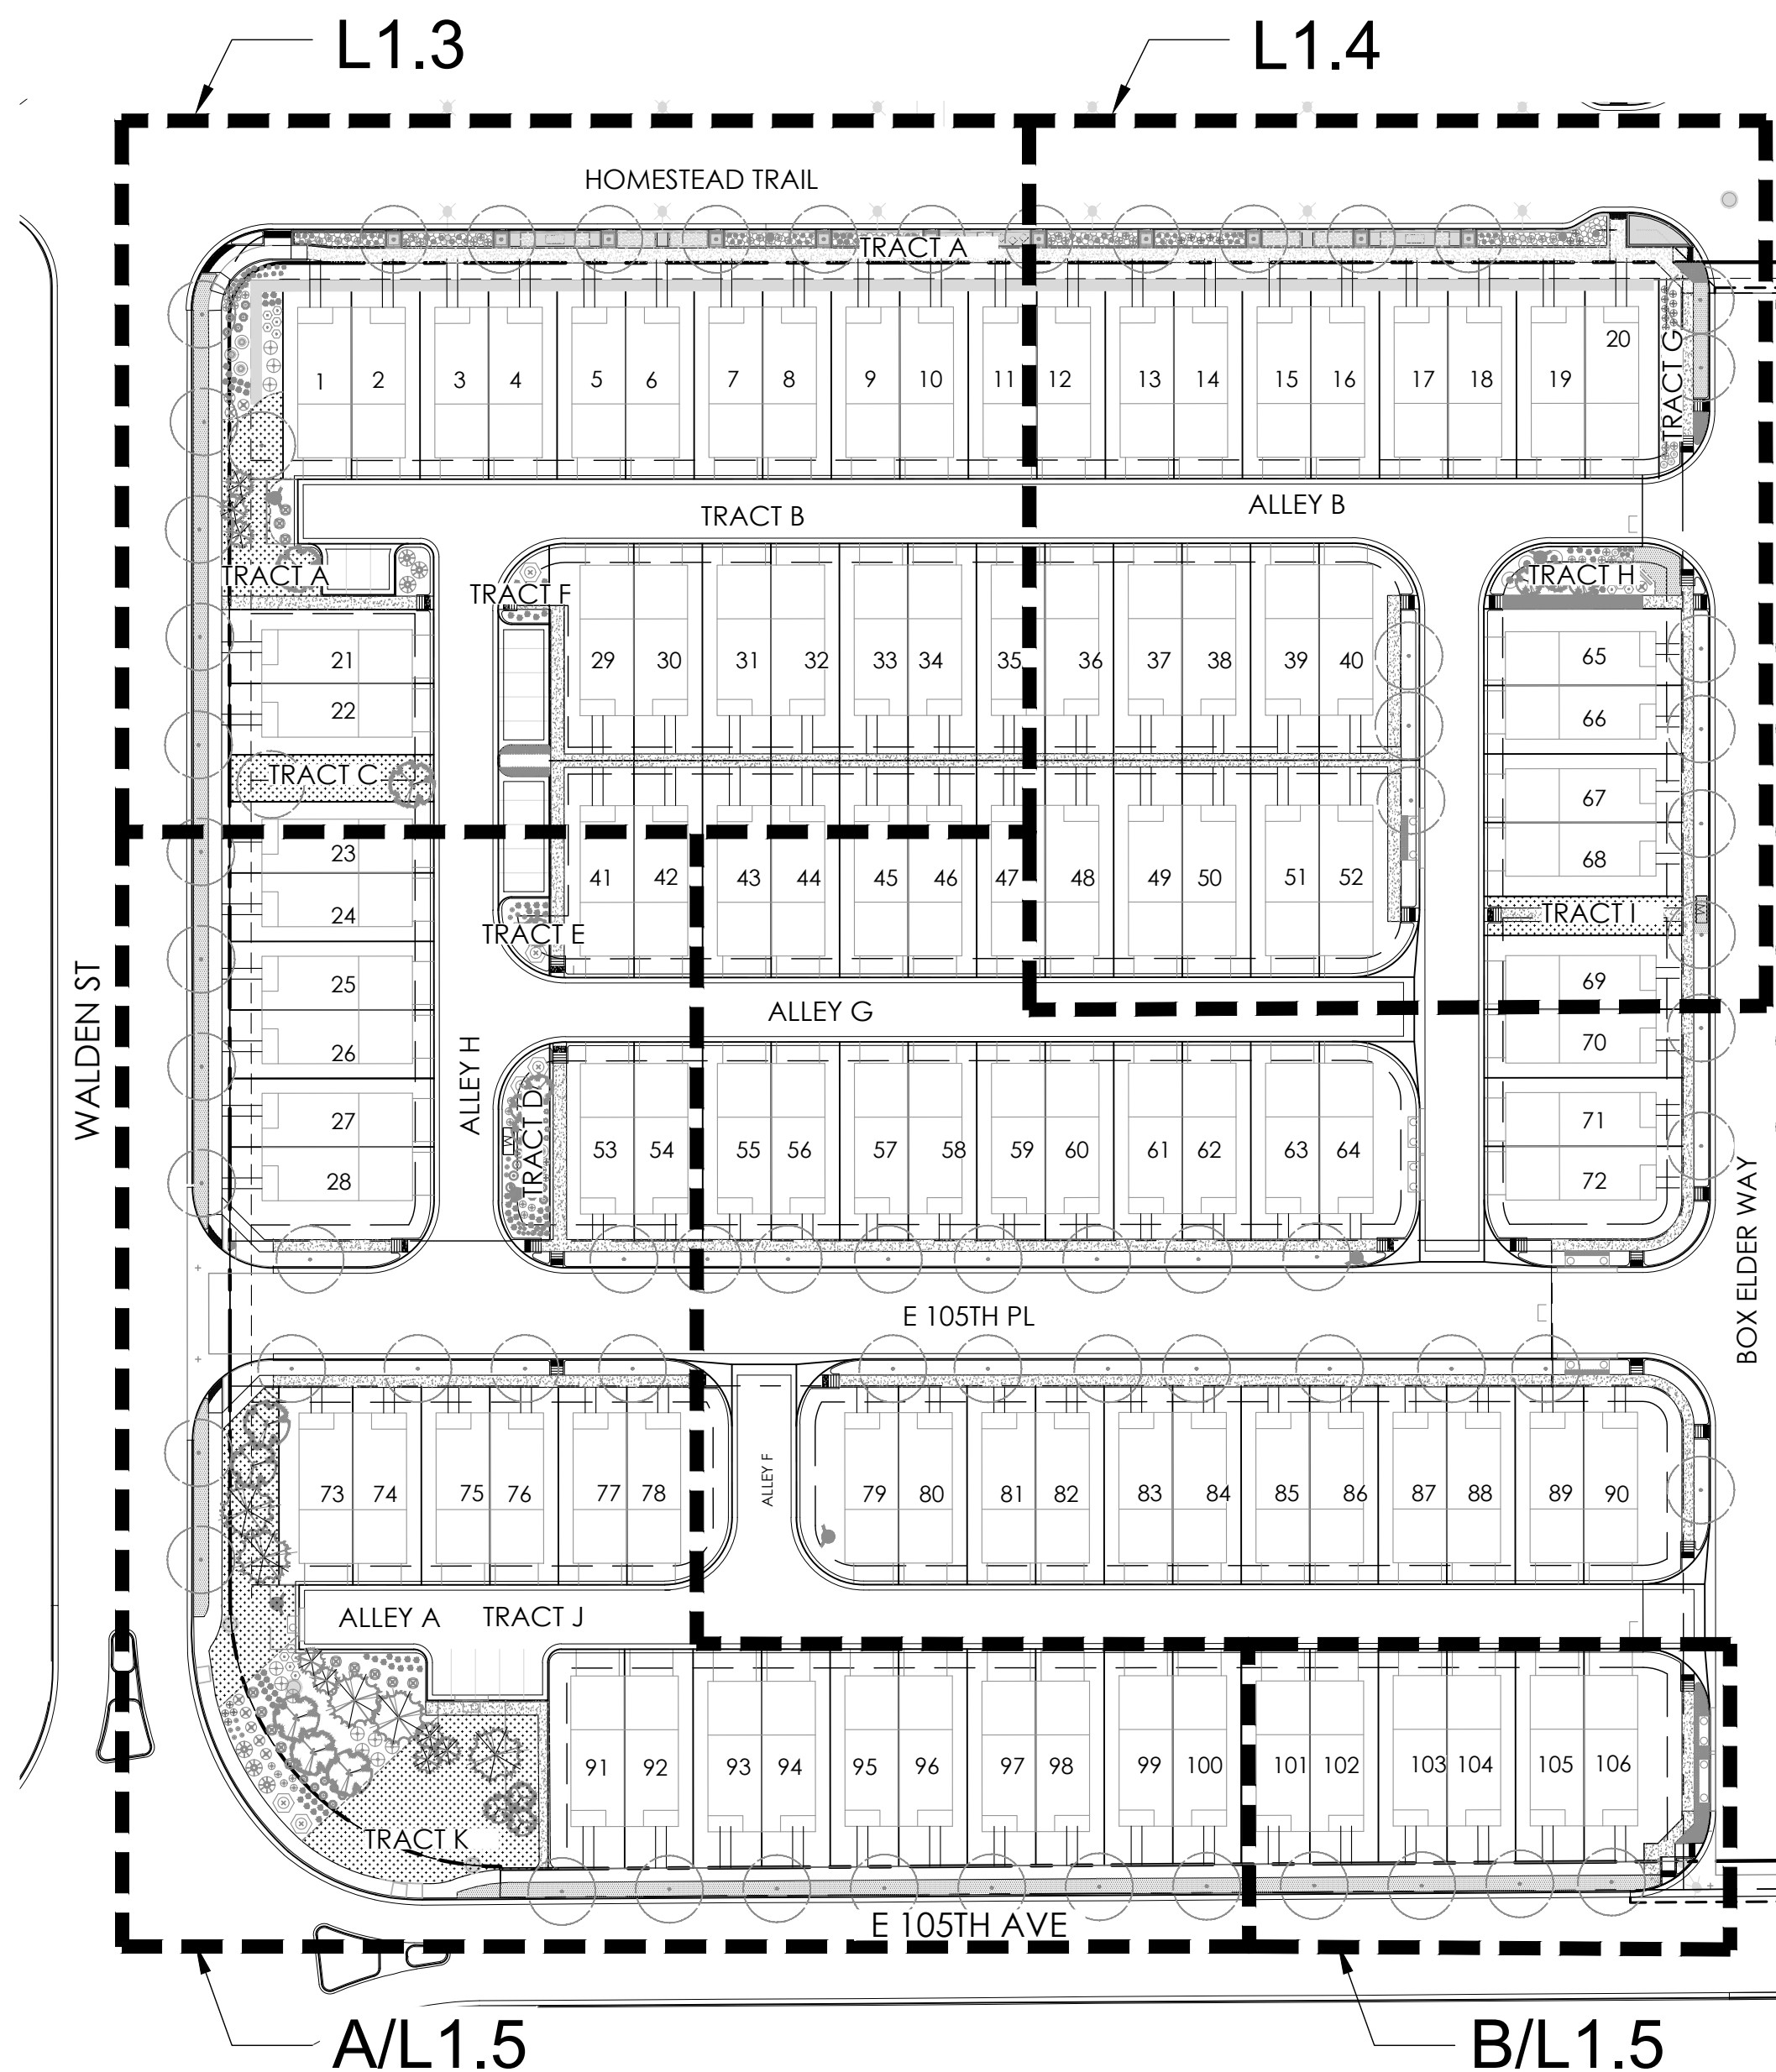 L1.3
L1.4
HOMESTEAD TRAIL
TRACT A
1 2 3 4 5 6 7 8 9 10 11 12 13 14 15 16 17 18 19 20
TRACT G
TRACT B
ALLEY B
TRACT A
TRACT F
TRACT H
21
22
29 30 31 32 33 34 35 36 37 38 39 40
65
66
TRACT C
67
68
23
24
41 42 43 44 45 46 47 48 49 50 51 52
TRACT E
TRACT I
M
25
26
ALLEY G
69
70
WALDEN ST
ALLEY H
TRACT D
M
27
28
53 54 55 56 57 58 59 60 61 62 63 64
71
72
BOX ELDER WAY
E 105TH PL
73 74 75 76 77 78
ALLEY F
79 80 81 82 83 84 85 86 87 88 89 90
ALLEY A TRACT J
91 92 93 94 95 96 97 98 99 100 101 102 103 104 105 106
TRACT K
E 105TH AVE
A/L1.5
B/L1.5